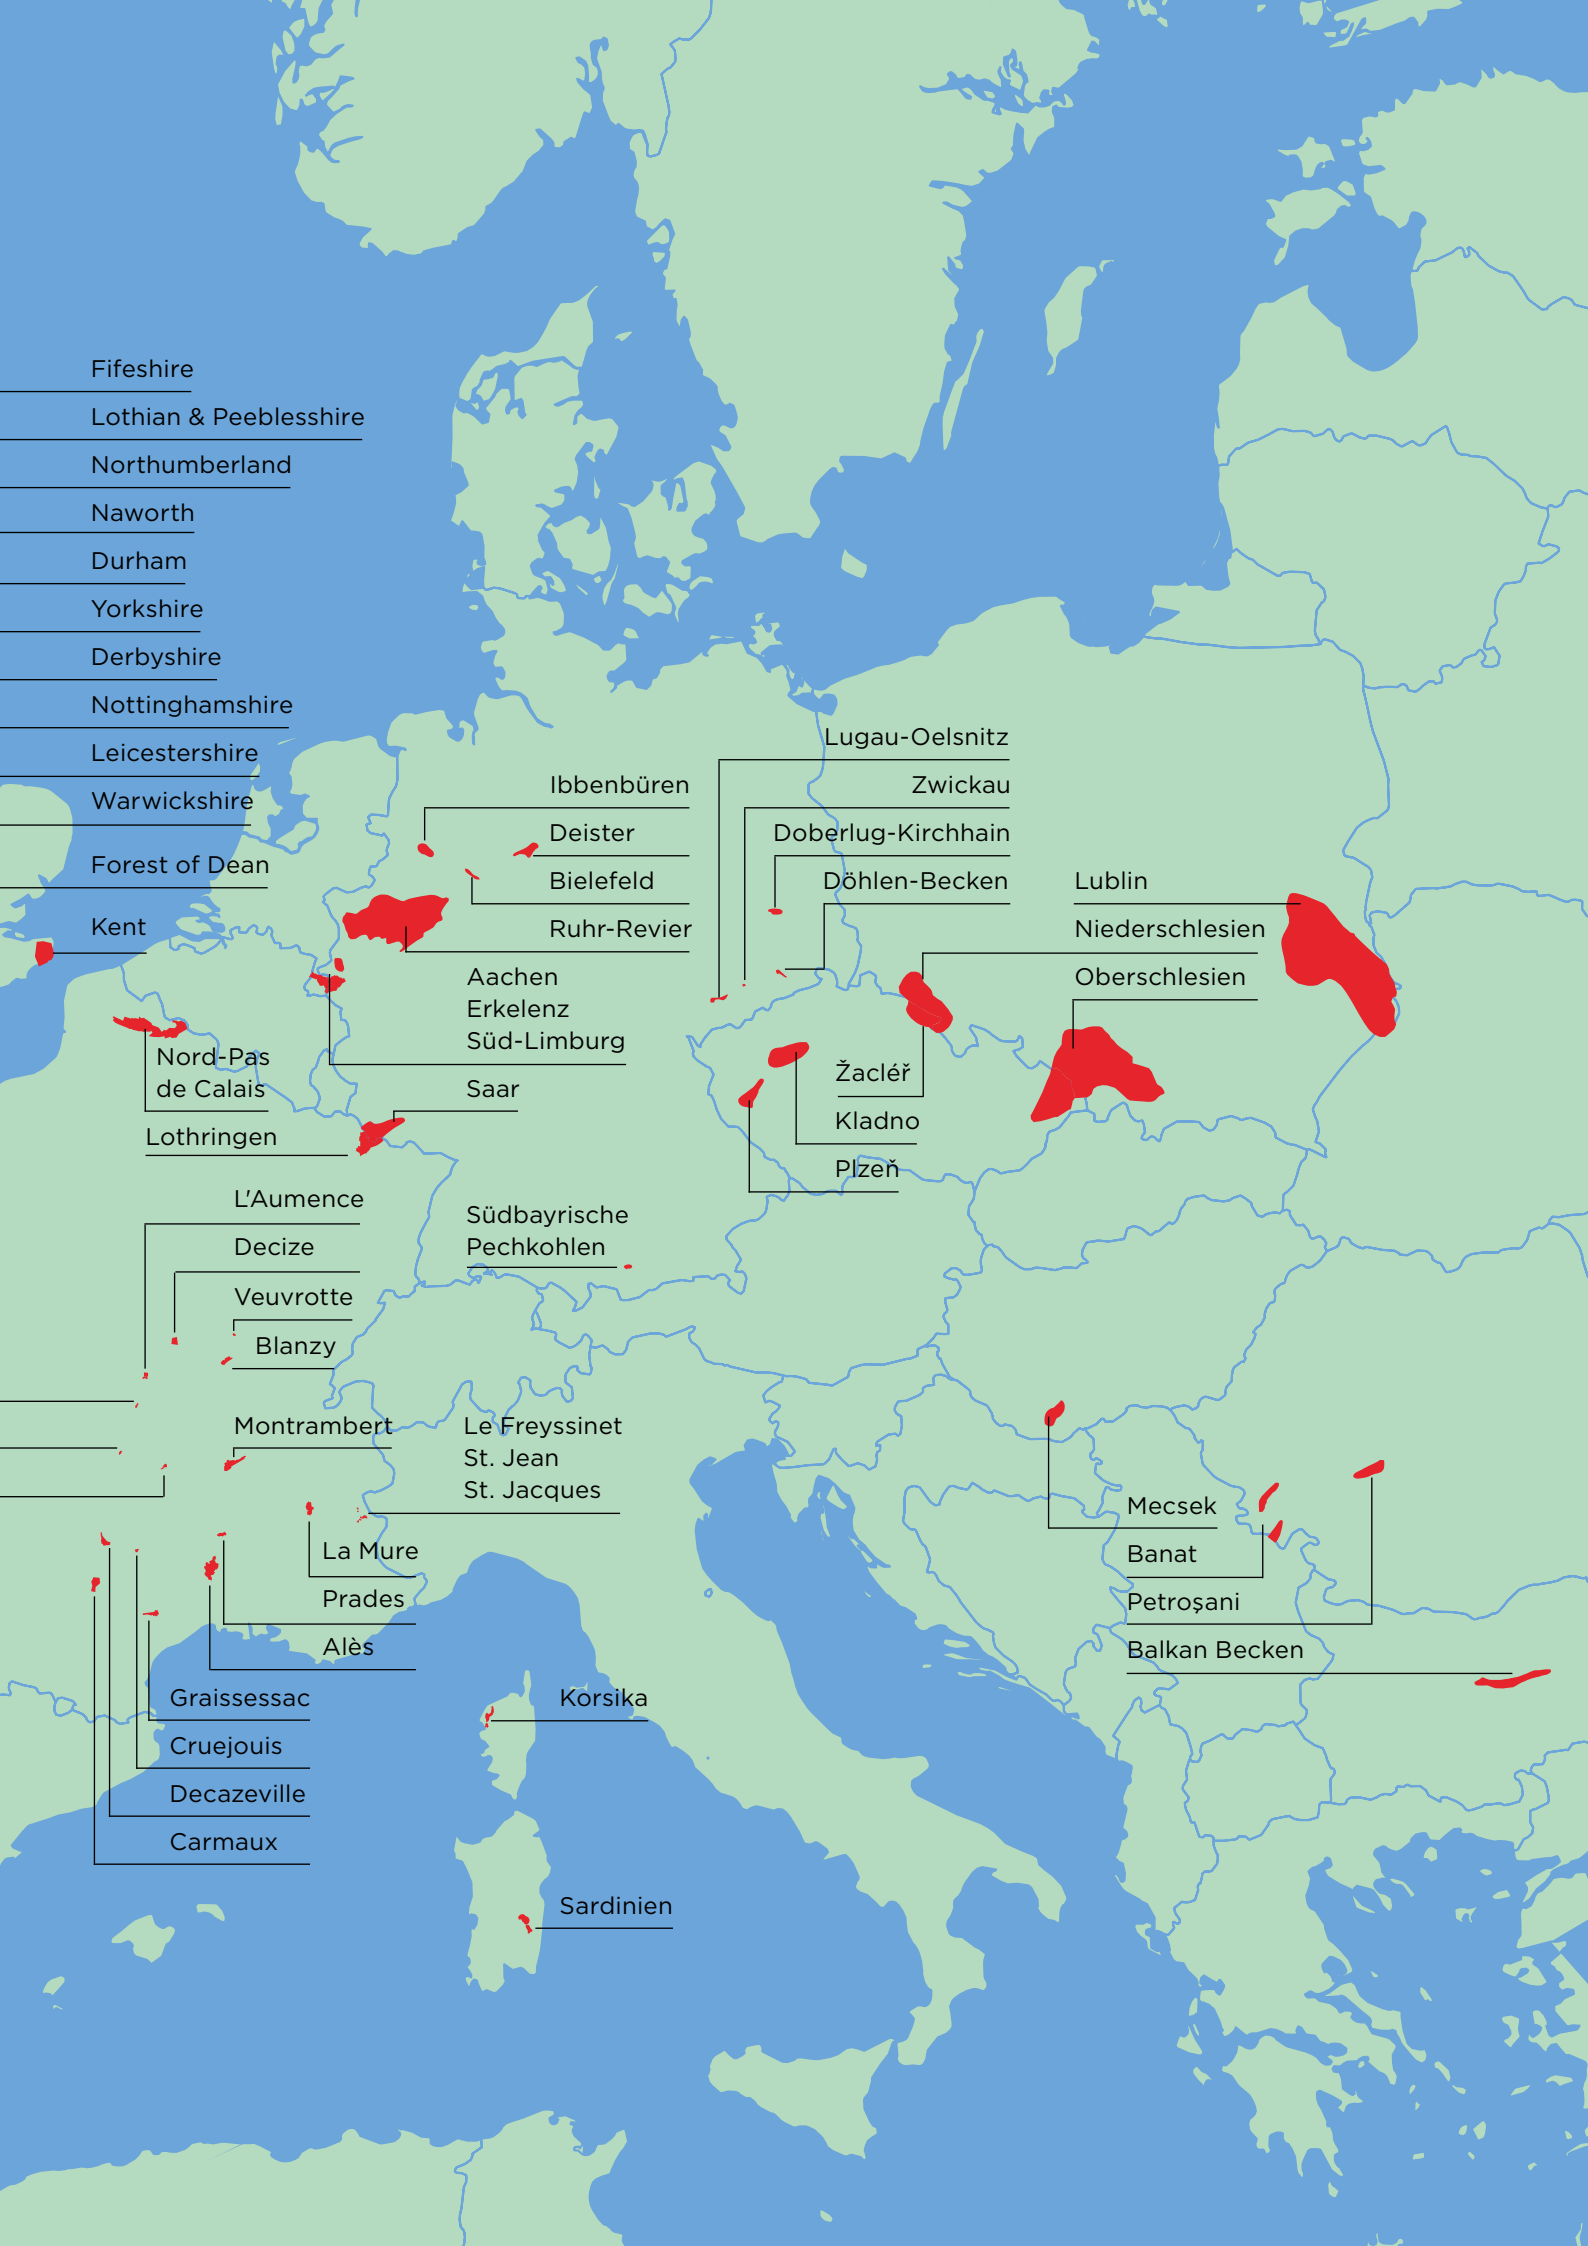 Fifeshire
Lothian & Peeblesshire
Northumberland
Naworth
Durham
Yorkshire
Derbyshire
Nottinghamshire
Leicestershire
Warwickshire
Forest of Dean
Kent
Lugau-Oelsnitz
Zwickau
Doberlug-Kirchhain
Döhlen-Becken
Ibbenbüren
Deister
Bielefeld
Ruhr-Revier
Lublin
Niederschlesien
Oberschlesien
Aachen
Erkelenz
Süd-Limburg
Saar
Nord-Pas
de Calais
Lothringen
Žacléř
Kladno
Plzeň
L'Aumence
Decize
Veuvrotte
Blanzy
Südbayrische
Pechkohlen
Montrambert
Le Freyssinet
St. Jean
St. Jacques
La Mure
Prades
Alès
Mecsek
Banat
Petroşani
Balkan Becken
Graissessac
Cruejouis
Decazeville
Carmaux
Korsika
Sardinien